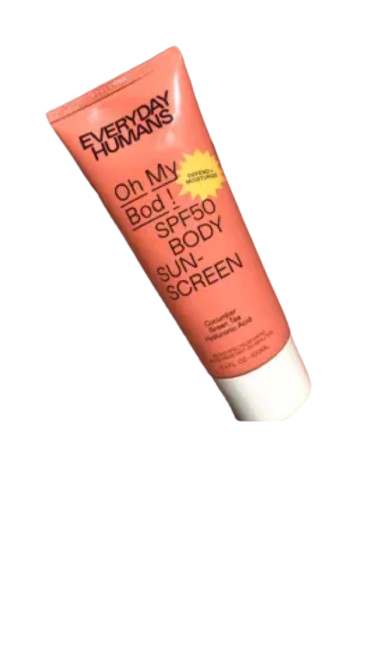 EVERYDAY
HUMANS
Oh My
Bod!
DEFEND +
MOISTURIZE
SPF50
BODY
SUN-
SCREEN
Cucumber
Green Tea
Hyaluronic Acid